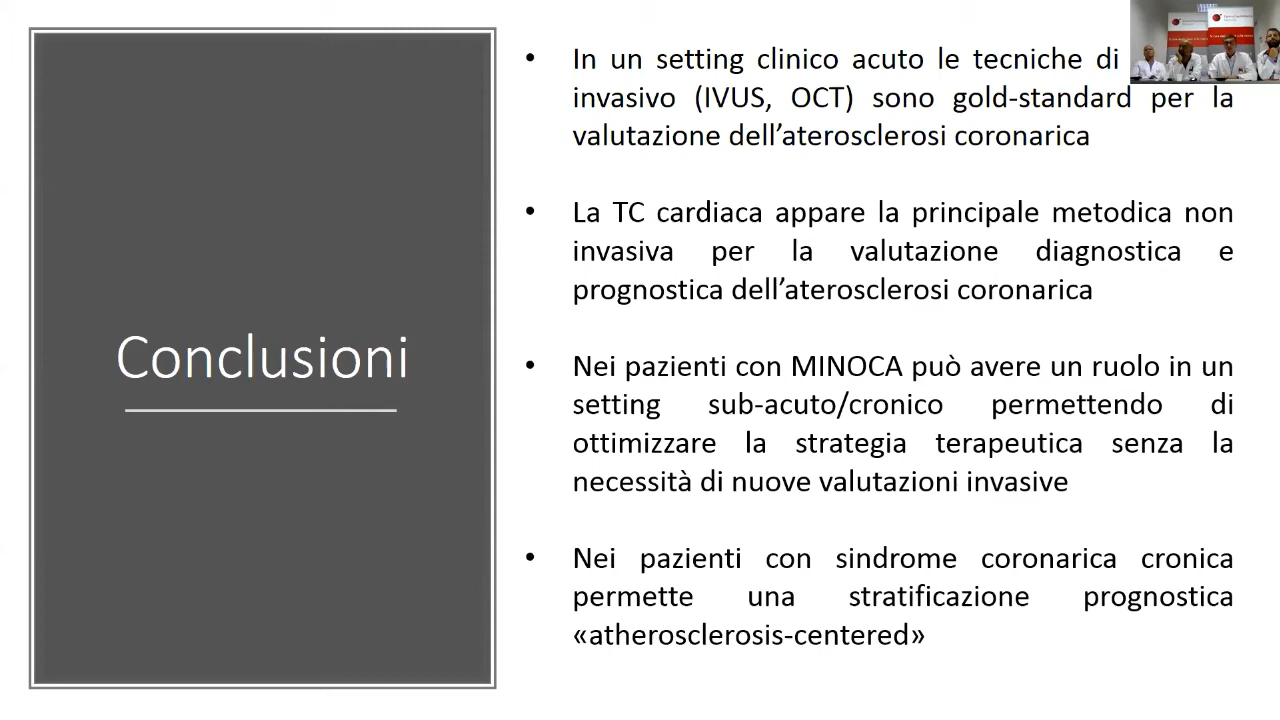 Conclusioni
• In un setting clinico acuto le tecniche di
invasivo (IVUS, OCT) sono gold-standard per la
valutazione dell’aterosclerosi coronarica
• La TC cardiaca appare la principale metodica non
invasiva per la valutazione diagnostica e
prognostica dell’aterosclerosi coronarica
• Nei pazienti con MINOCA può avere un ruolo in un
setting sub-acuto/cronico permettendo di
ottimizzare la strategia terapeutica senza la
necessità di nuove valutazioni invasive
• Nei pazienti con sindrome coronarica cronica
permette una stratificazione prognostica
«atherosclerosis-centered»